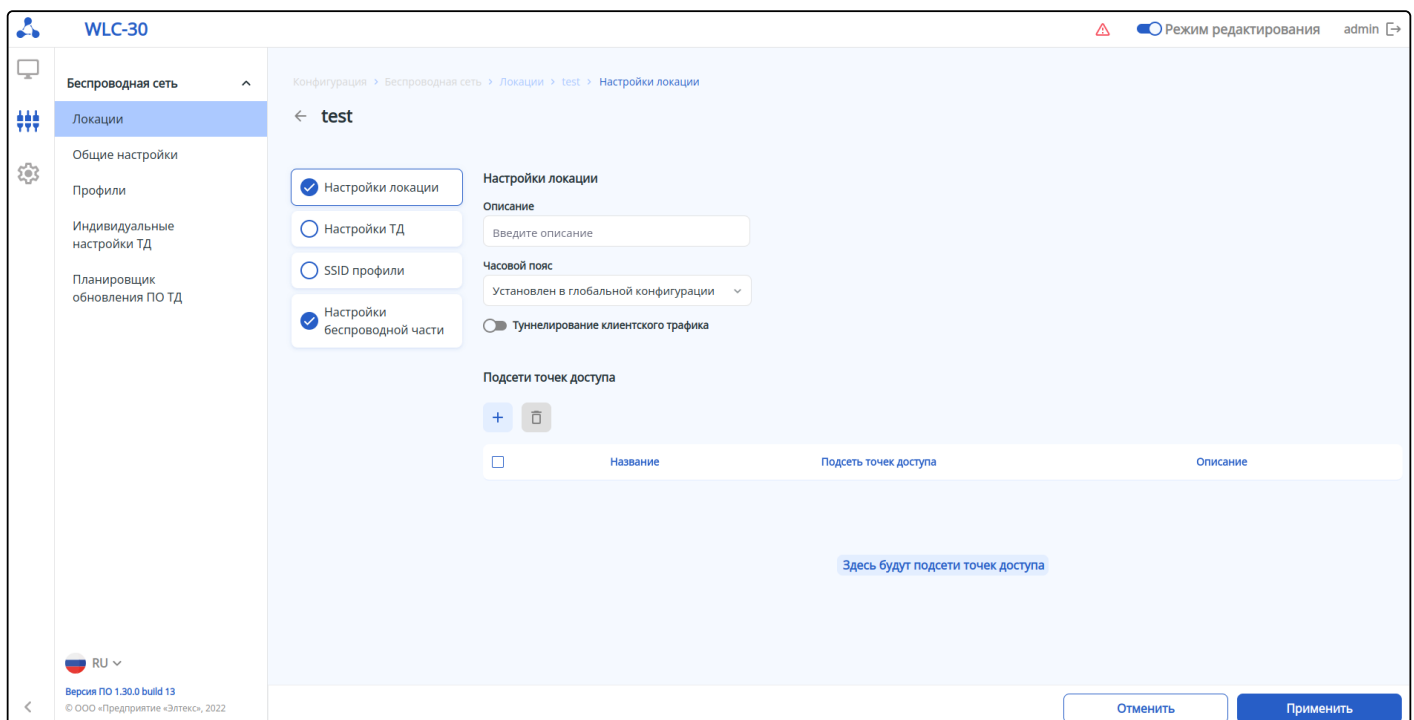 WLC-30
Режим редактирования
admin
Беспроводная сеть
Локации
Общие настройки
Профили
Индивидуальные
настройки ТД
Планировщик
обновления ПО ТД
RU
Версия ПО 1.30.0 build 13
© ООО «Предприятие «Элтекс», 2022
Конфигурация > Беспроводная сеть > Локации > test > Настройки локации
← test
Настройки локации
Настройки ТД
SSID профили
Настройки
беспроводной части
Настройки локации
Описание
Введите описание
Часовой пояс
Установлен в глобальной конфигурации
Туннелирование клиентского трафика
Подсети точек доступа
+
Название Подсеть точек доступа Описание
Здесь будут подсети точек доступа
Отменить Применить